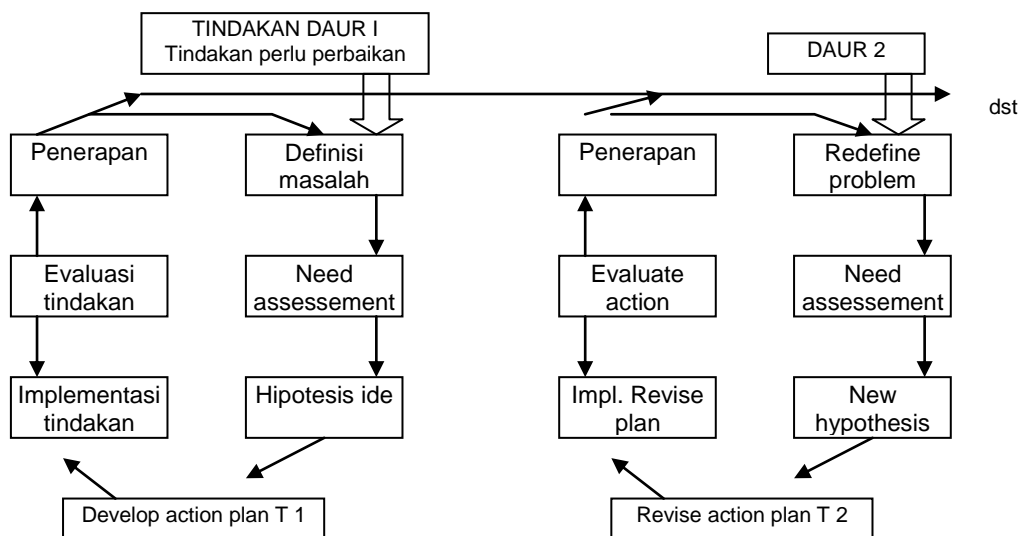 TINDAKAN DAUR I
Tindakan perlu perbaikan
DAUR 2
dst
Penerapan
Definisi
masalah
Penerapan
Redefine
problem
Evaluasi
tindakan
Need
assessement
Evaluate
action
Need
assessement
Implementasi
tindakan
Hipotesis ide
Impl. Revise
plan
New
hypothesis
Develop action plan T 1
Revise action plan T 2